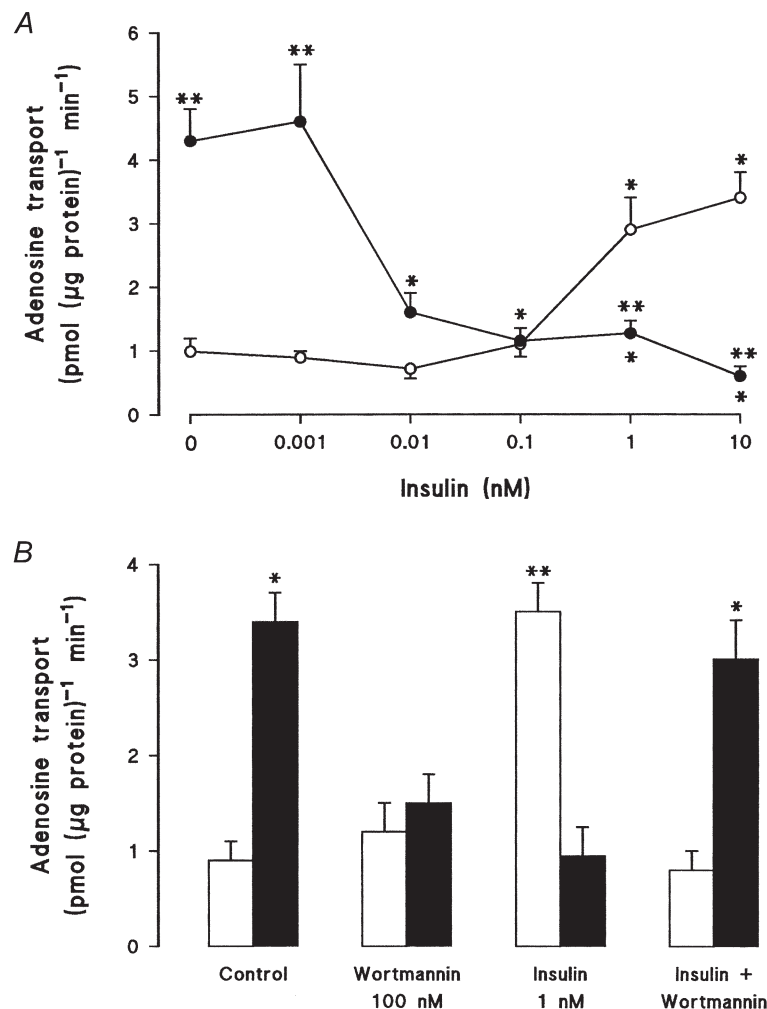 A
6
5
4
3
2
1
0
Adenosine transport
(pmol (µg protein)⁻¹ min⁻¹)
** ** * * * * ** * ** *
0 0.001 0.01 0.1 1 10
Insulin (nM)
B
4
3
2
1
0
Adenosine transport
(pmol (µg protein)⁻¹ min⁻¹)
* ** *
Control Wortmannin Insulin Insulin +
100 nM 1 nM Wortmannin